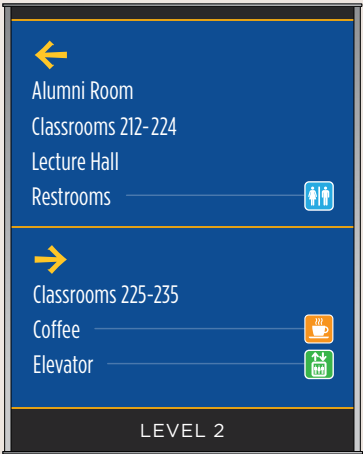 Alumni Room
Classrooms 212-224
Lecture Hall
Restrooms
Classrooms 225-235
Coffee
Elevator
LEVEL 2